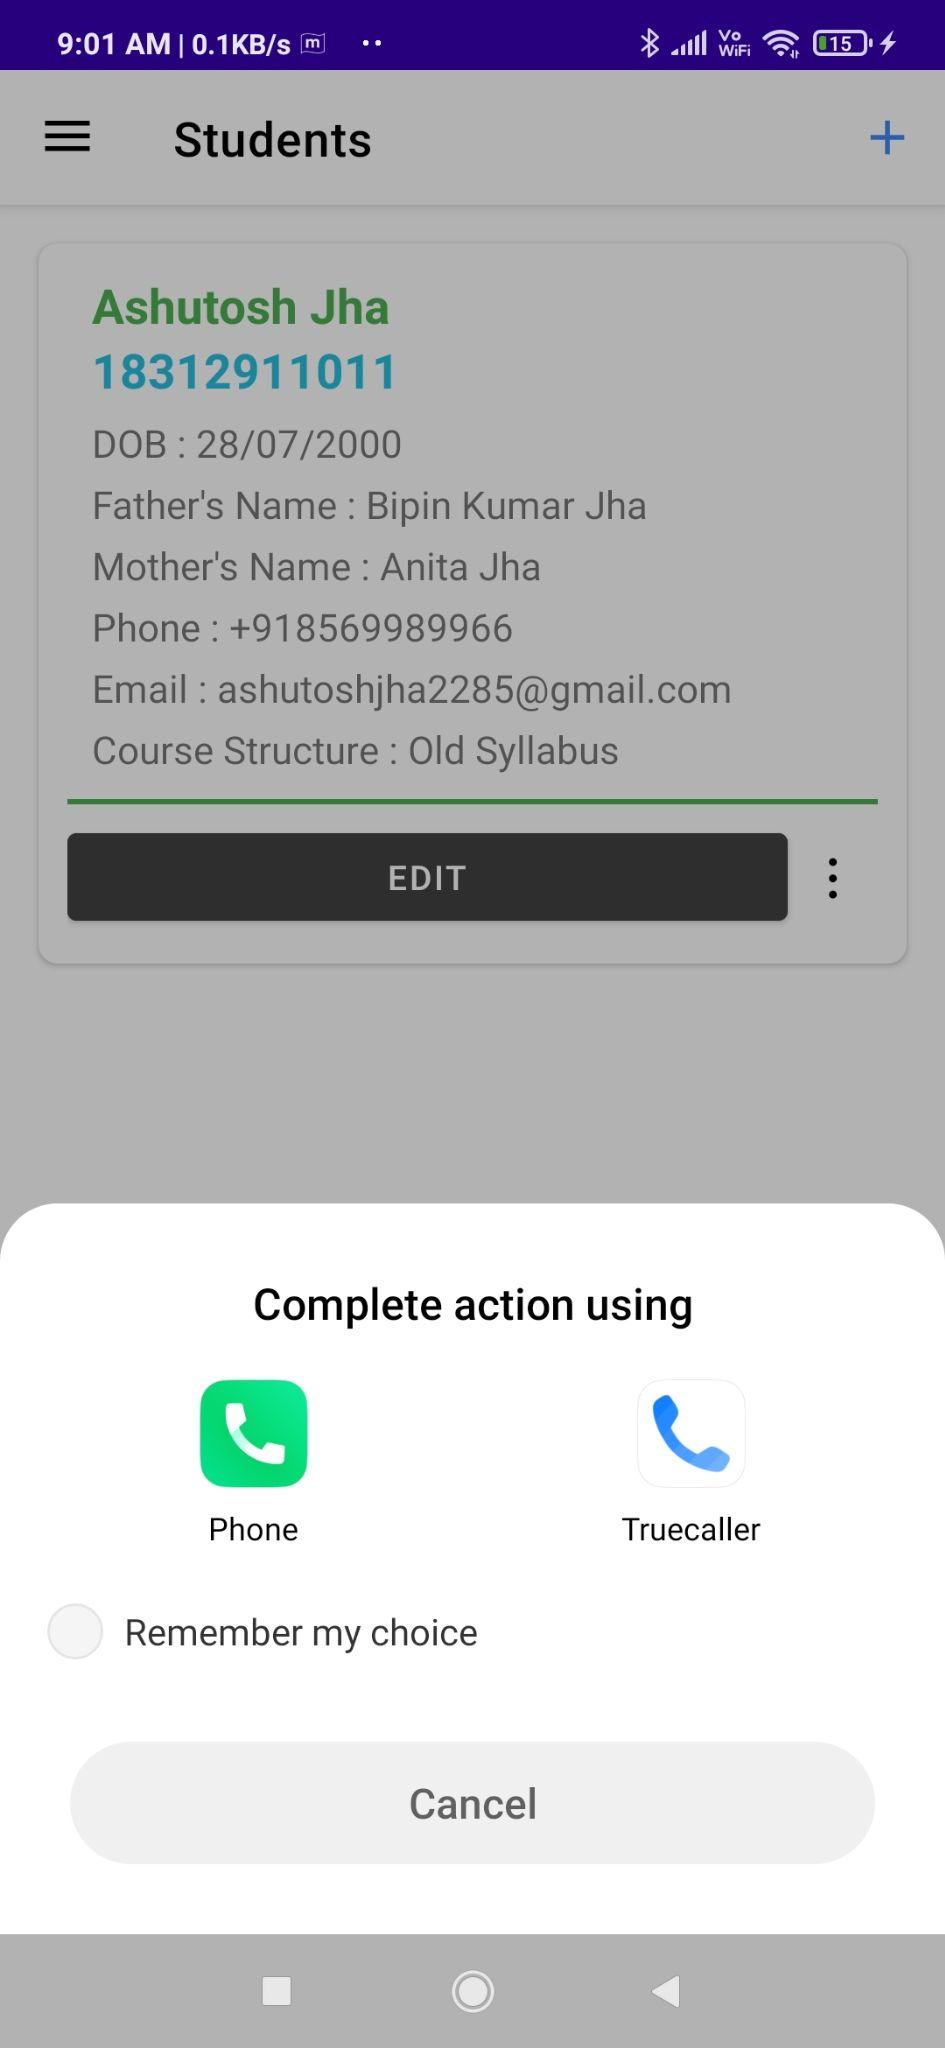 9:01 AM | 0.1KB/s m
Vo WiFi 15
Students
Ashutosh Jha
18312911011
DOB : 28/07/2000
Father's Name : Bipin Kumar Jha
Mother's Name : Anita Jha
Phone : +918569989966
Email : ashutoshjha2285@gmail.com
Course Structure : Old Syllabus
EDIT
Complete action using
Phone Truecaller
Remember my choice
Cancel